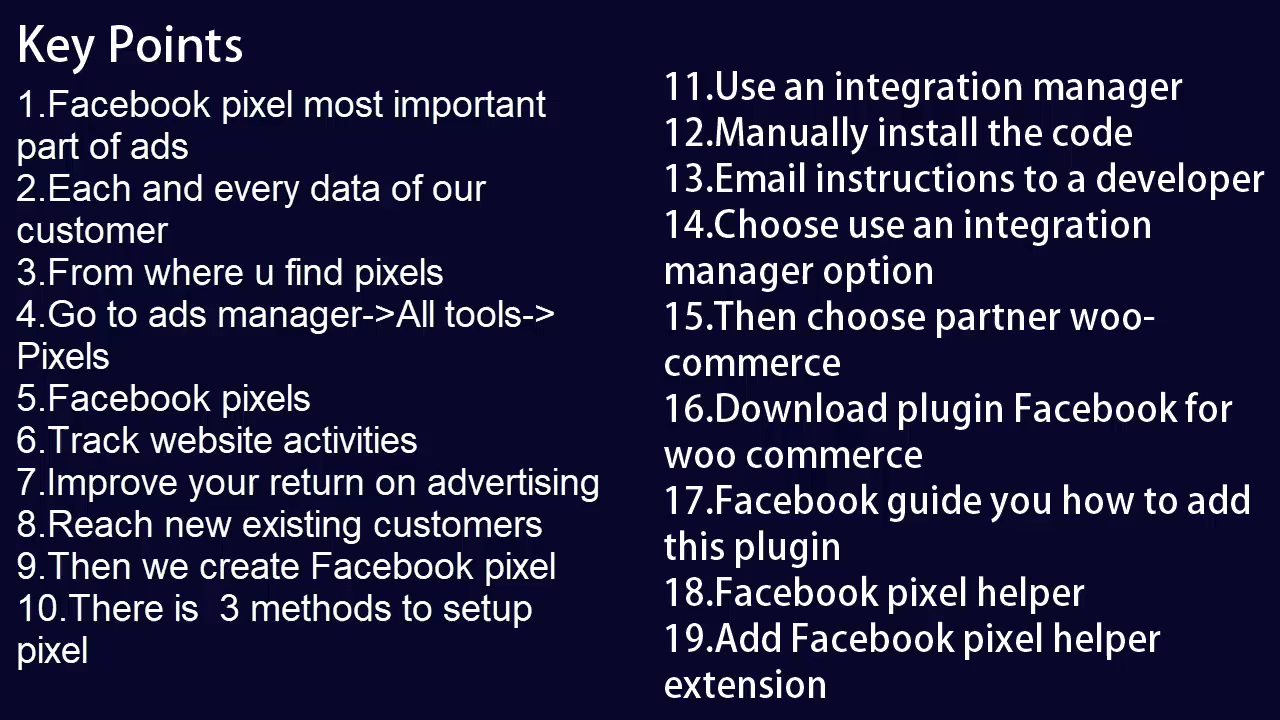 Key Points
1.Facebook pixel most important
part of ads
2.Each and every data of our
customer
3.From where u find pixels
4.Go to ads manager->All tools->
Pixels
5.Facebook pixels
6.Track website activities
7.Improve your return on advertising
8.Reach new existing customers
9.Then we create Facebook pixel
10.There is  3 methods to setup
pixel
11.Use an integration manager
12.Manually install the code
13.Email instructions to a developer
14.Choose use an integration
manager option
15.Then choose partner woo-
commerce
16.Download plugin Facebook for
woo commerce
17.Facebook guide you how to add
this plugin
18.Facebook pixel helper
19.Add Facebook pixel helper
extension